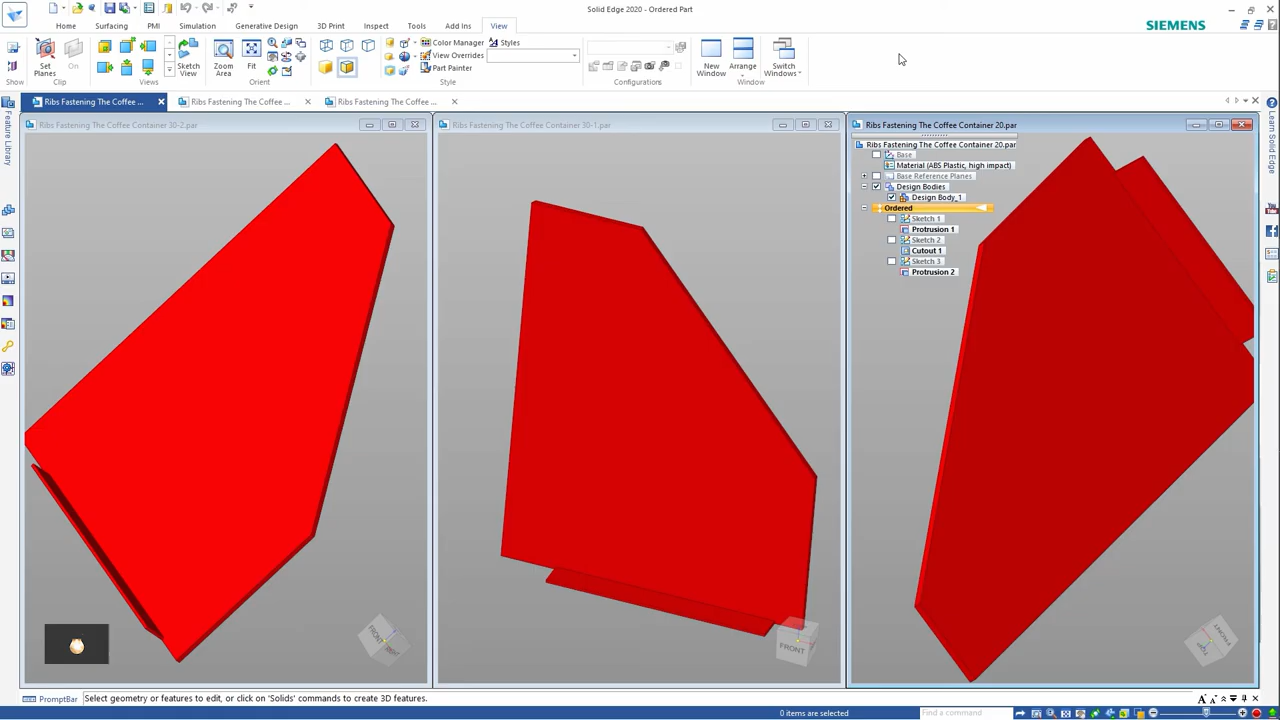 Solid Edge 2020 - Ordered Part
Home Surfacing PMI Simulation Generative Design 3D Print Inspect Tools Add Ins View
SIEMENS
Set Planes
Sketch View
Zoom Area
Fit
Color Manager
Styles
View Overrides
Part Painter
New Window
Arrange
Switch Windows
Show Clip Views Orient Style Configurations Window
Ribs Fastening The Coffee ... Ribs Fastening The Coffee ... Ribs Fastening The Coffee ...
Feature Library
Learn Solid Edge
Ribs Fastening The Coffee Container 30-2.par
Ribs Fastening The Coffee Container 30-1.par
Ribs Fastening The Coffee Container 20.par
Ribs Fastening The Coffee Container 20.par
Base
Material (ABS Plastic, high impact)
Base Reference Planes
Design Bodies
Design Body_1
Ordered
Sketch 1
Protrusion 1
Sketch 2
Cutout 1
Sketch 3
Protrusion 2
FRONT
RIGHT
FRONT
FRONT
PromptBar
Select geometry or features to edit, or click on 'Solids' commands to create 3D features.
0 items are selected
Find a command